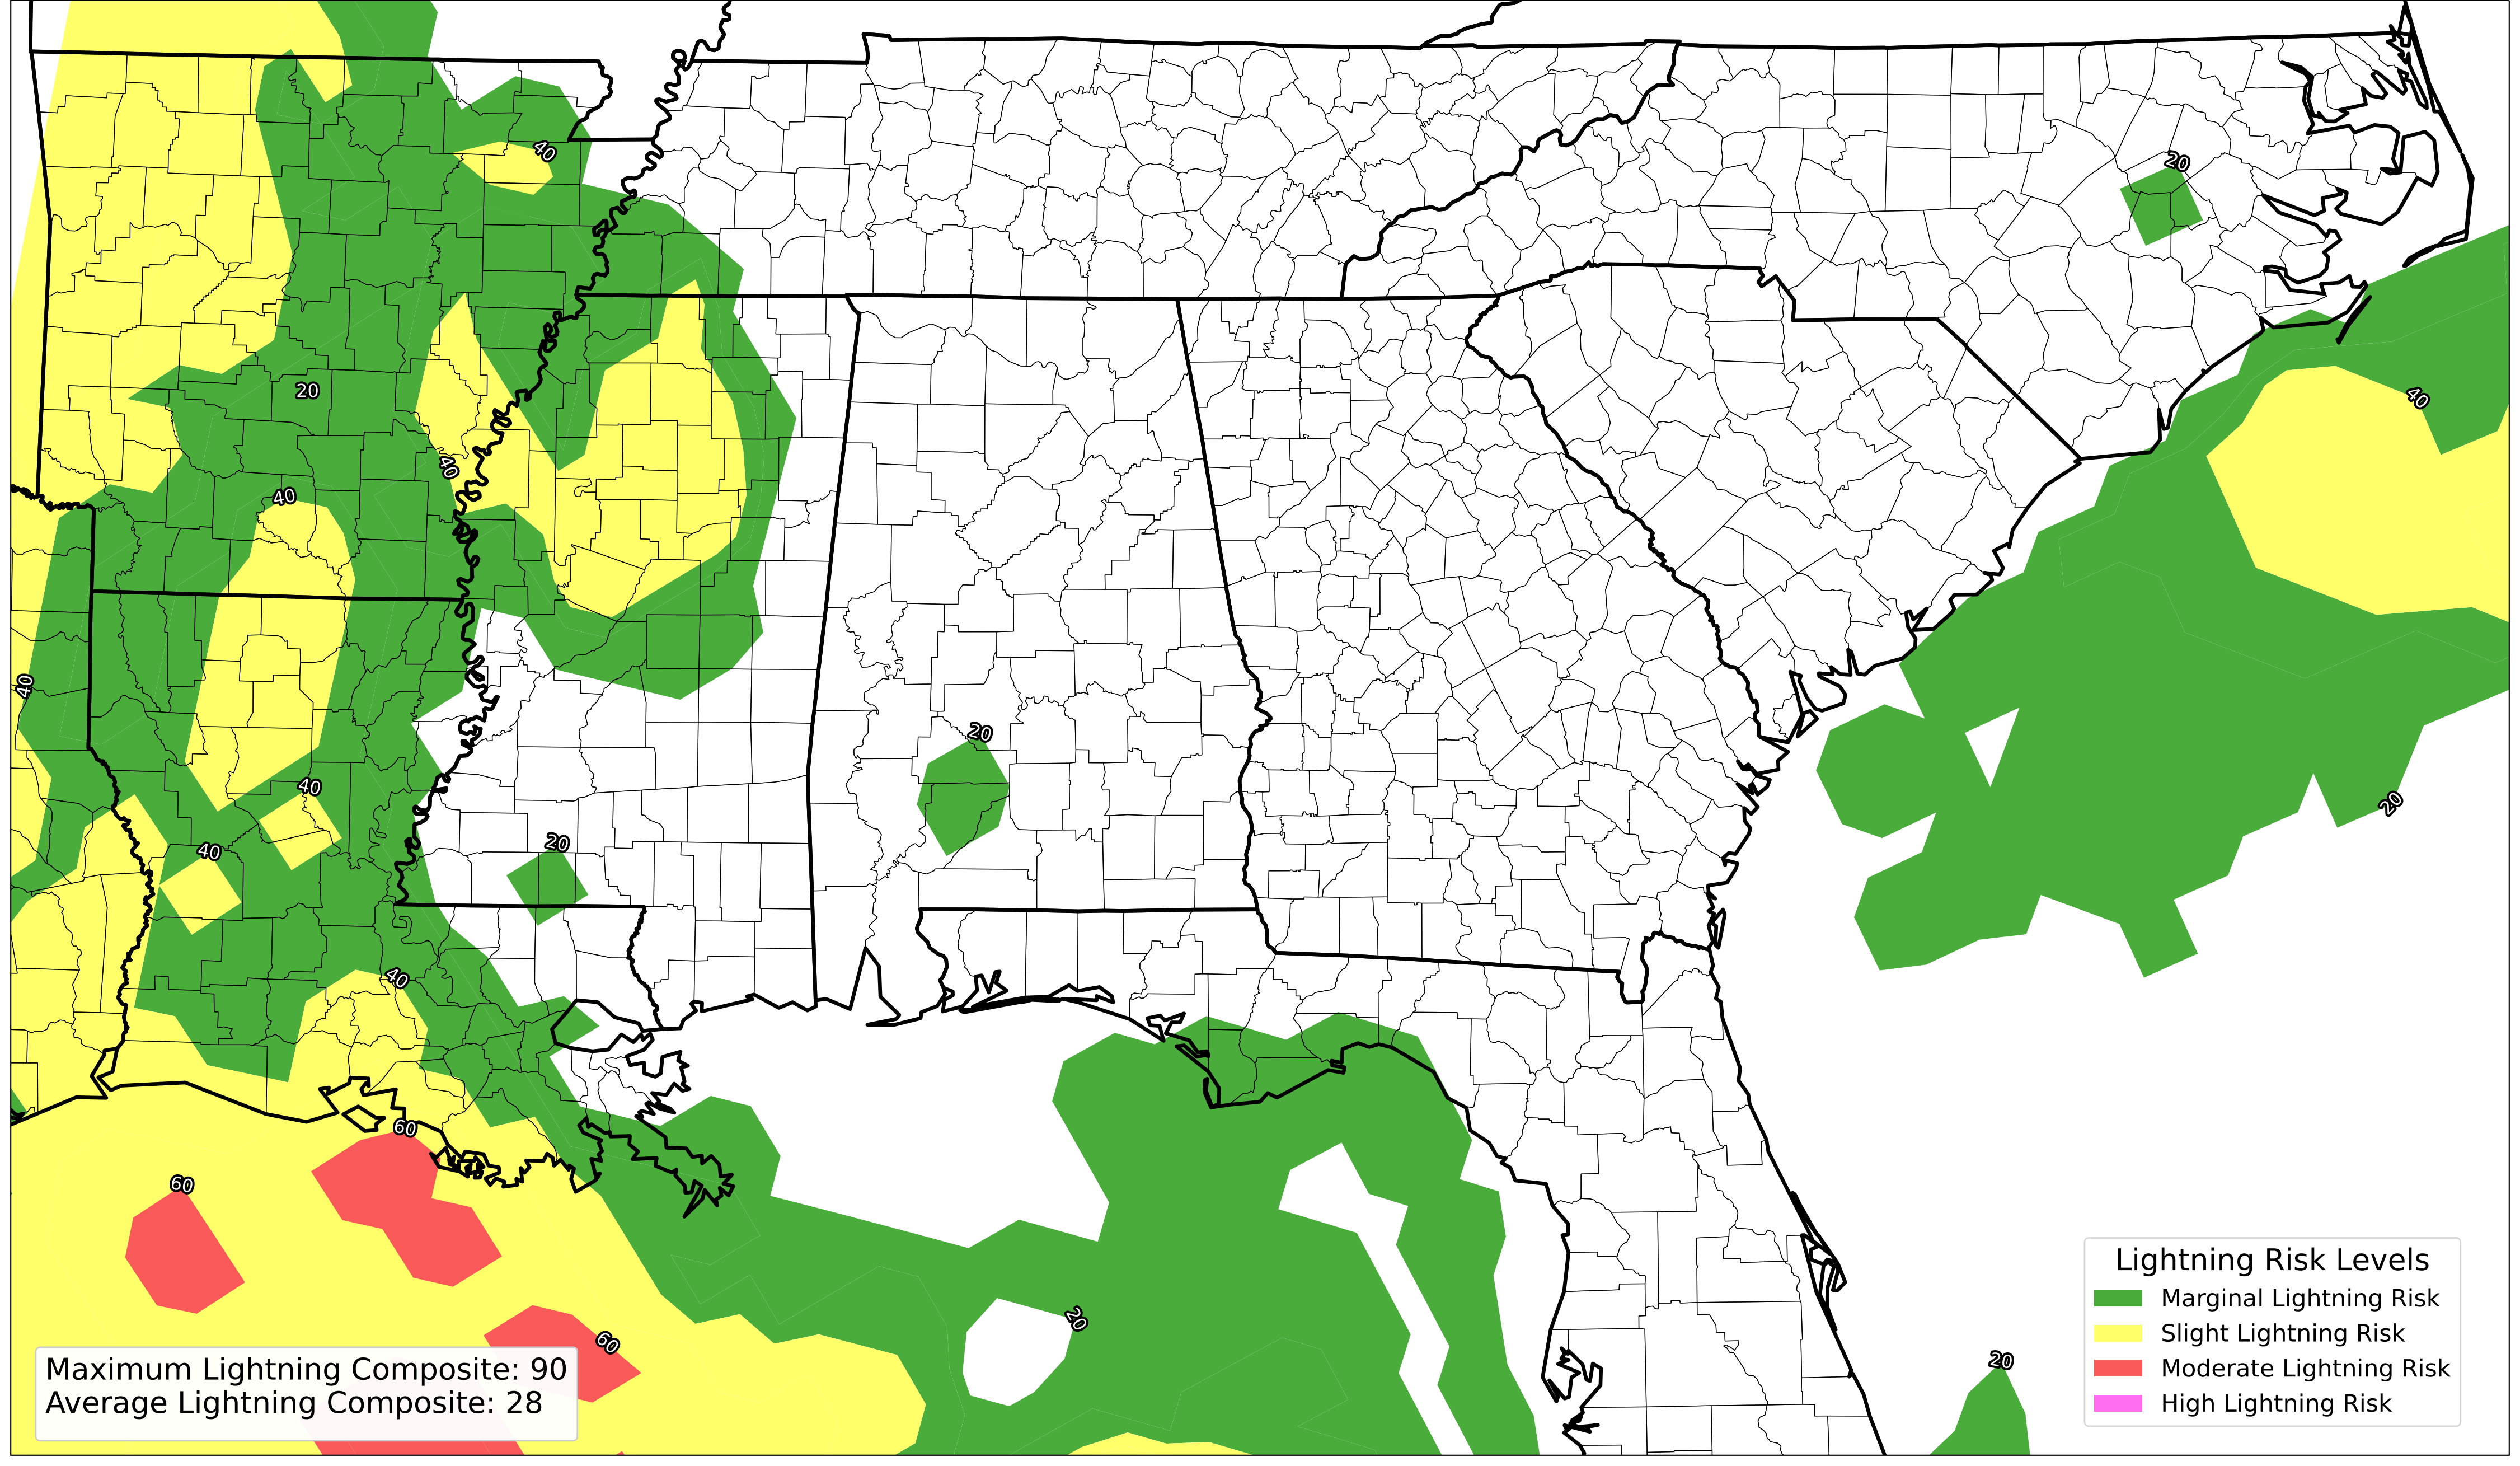 40
20
20
40
40
40
40
20
40
20
20
40
40
60
60
20
60
20
Lightning Risk Levels
Marginal Lightning Risk
Slight Lightning Risk
Moderate Lightning Risk
High Lightning Risk
Maximum Lightning Composite: 90
Average Lightning Composite: 28